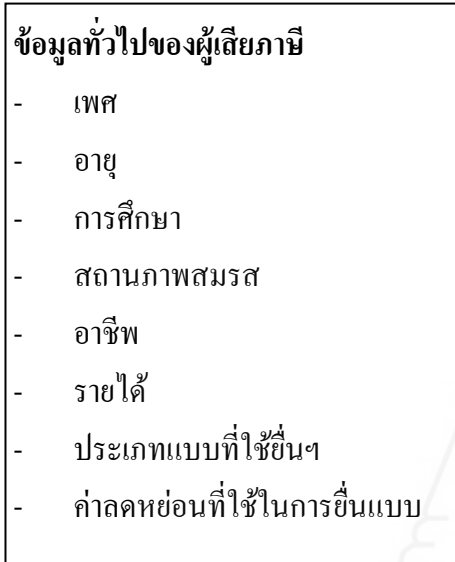 ข้อมูลทั่วไปของผู้เสียภาษี
- เพศ
- อายุ
- การศึกษา
- สถานภาพสมรส
- อาชีพ
- รายได้
- ประเภทแบบที่ใช้ยื่นฯ
- ค่าลดหย่อนที่ใช้ในการยื่นแบบ